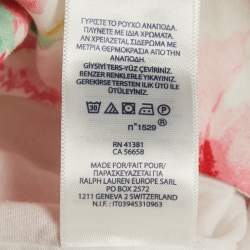 ΓΥΡΙΣΤΕ ΤΟ ΡΟΥΧΟ ΑΝΑΠΟΔΑ.
ΠΛΥΝΕΤΕ ΜΕ ΙΔΙΑ ΧΡΩΜΑΤΑ.
ΑΝ ΧΡΕΙΑΖΕΤΑΙ, ΣΙΔΕΡΩΜΑ ΜΕ
ΜΕΤΡΙΑ ΘΕΡΜΟΚΡΑΣΙΑ ΑΠΟ ΤΗΝ
ΑΝΑΠΟΔΗ.
GİYSİYİ TERS-YÜZ ÇEVİRİNİZ.
BENZER RENKLERLE YIKAYINIZ.
GEREKİRSE TERSTEN ILIK ÜTÜ İLE
ÜTÜLEYİNİZ.
30
n°1529
RN 41381
CA 56658
MADE FOR/FAIT POUR/
ΠΑΡΑΣΚΕΥΑΖΕΤΑΙ ΓΙΑ
RALPH LAUREN EUROPE SARL
PO BOX 2572
1211 GENEVA 2 SWITZERLAND
N.I.F : IT03945310963